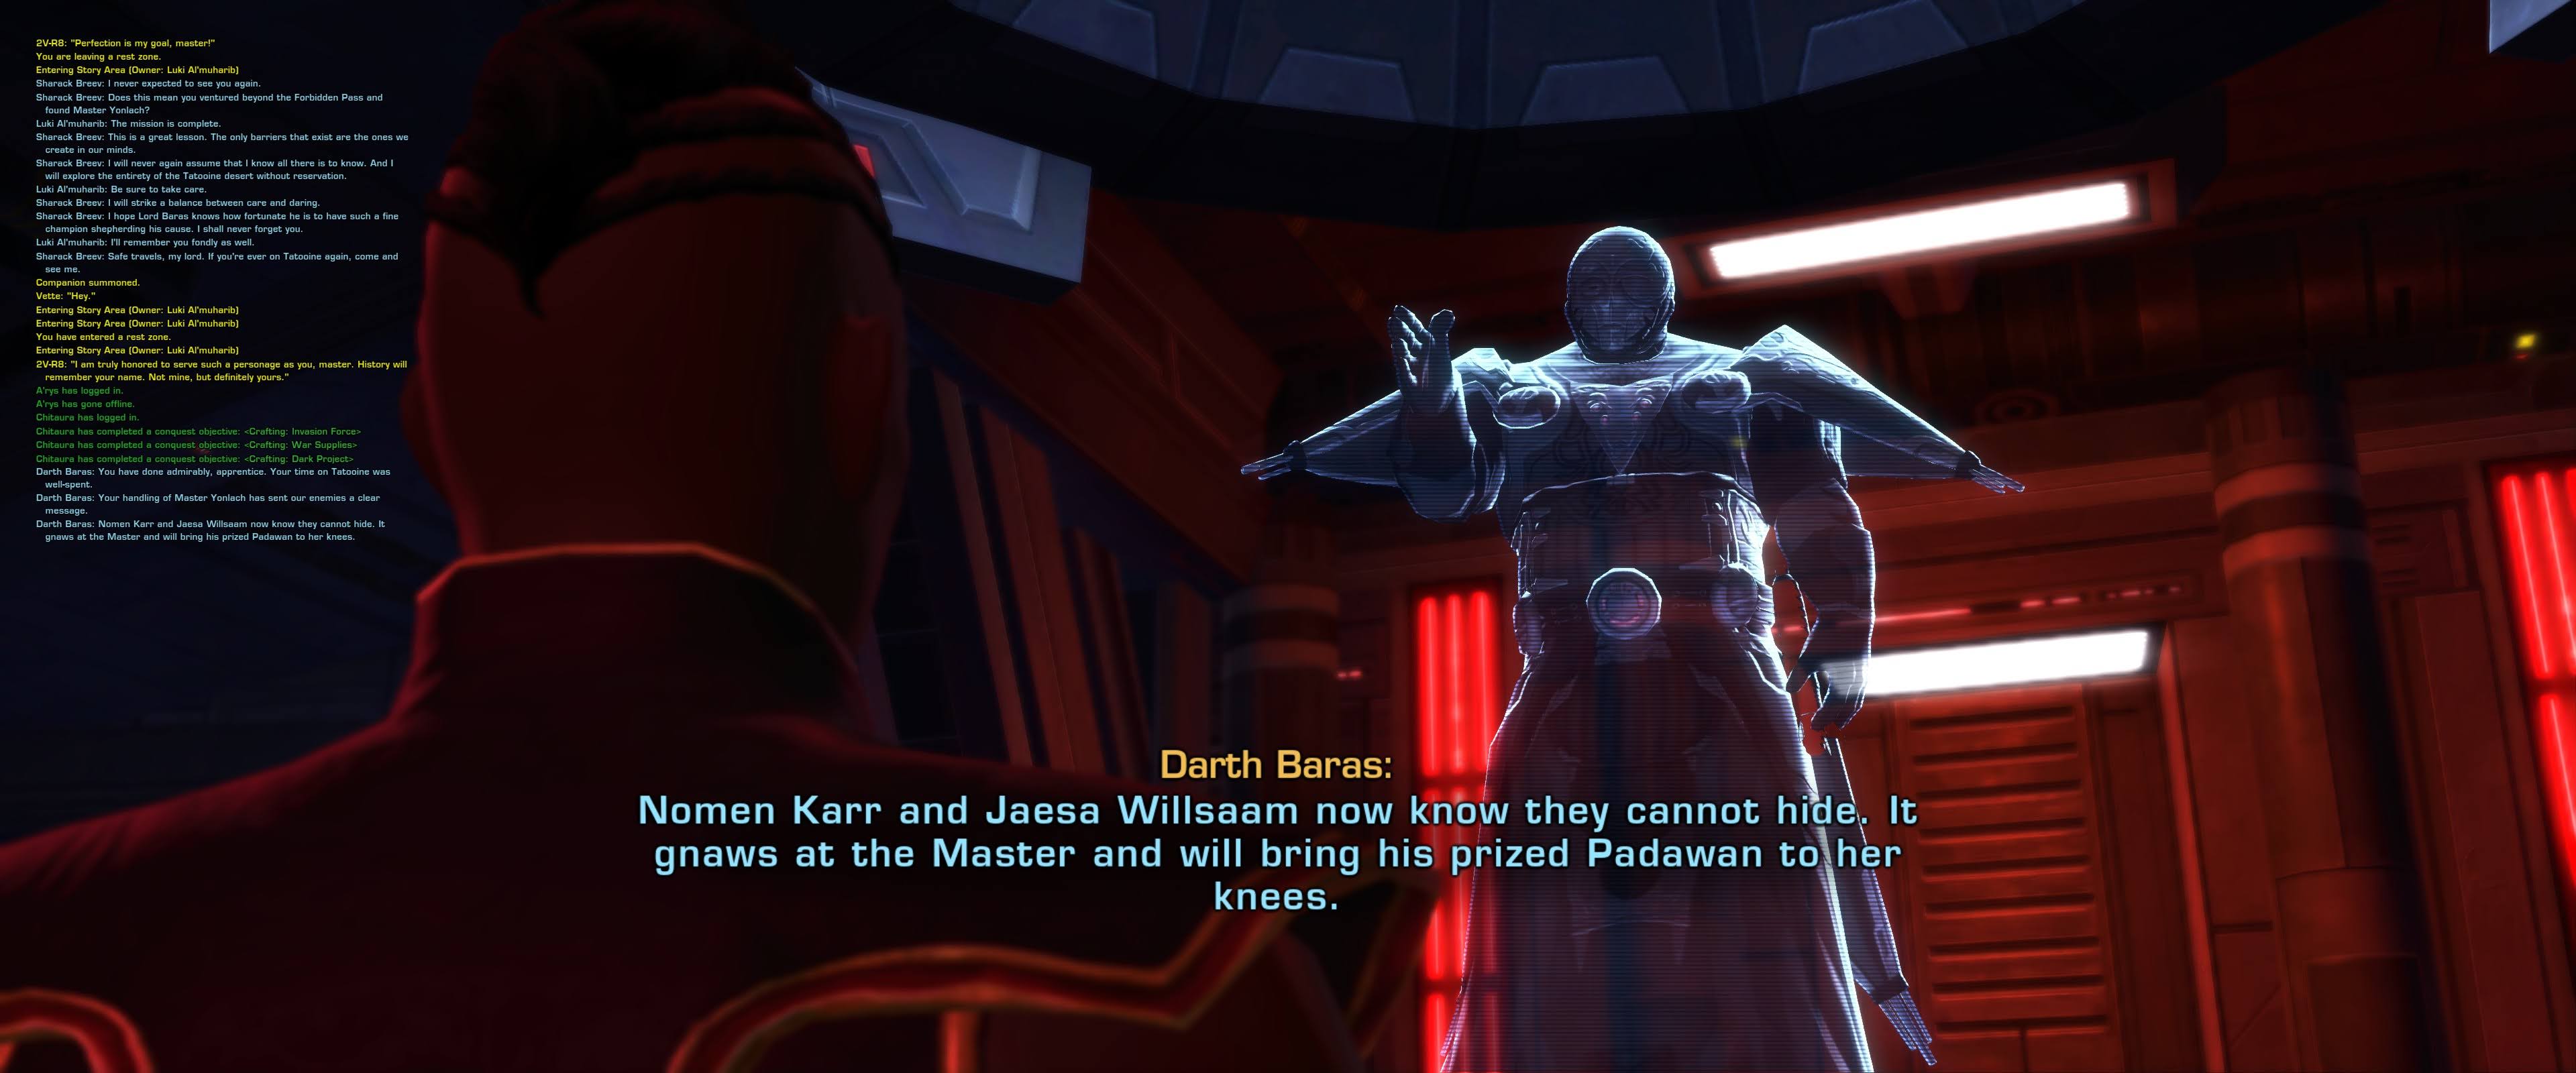 2V-R8: "Perfection is my goal, master!"
You are leaving a rest zone.
Entering Story Area (Owner: Luki Al'muharib)
Sharack Breev: I never expected to see you again.
Sharack Breev: Does this mean you ventured beyond the Forbidden Pass and
found Master Yonlach?
Luki Al'muharib: The mission is complete.
Sharack Breev: This is a great lesson. The only barriers that exist are the ones we
create in our minds.
Sharack Breev: I will never again assume that I know all there is to know. And I
will explore the entirety of the Tatooine desert without reservation.
Luki Al'muharib: Be sure to take care.
Sharack Breev: I will strike a balance between care and daring.
Sharack Breev: I hope Lord Baras knows how fortunate he is to have such a fine
champion shepherding his cause. I shall never forget you.
Luki Al'muharib: I'll remember you fondly as well.
Sharack Breev: Safe travels, my lord. If you're ever on Tatooine again, come and
see me.
Companion summoned.
Vette: "Hey."
Entering Story Area (Owner: Luki Al'muharib)
Entering Story Area (Owner: Luki Al'muharib)
You have entered a rest zone.
Entering Story Area (Owner: Luki Al'muharib)
2V-R8: "I am truly honored to serve such a personage as you, master. History will
remember your name. Not mine, but definitely yours."
A'rys has logged in.
A'rys has gone offline.
Chitaura has logged in.
Chitaura has completed a conquest objective: <Crafting: Invasion Force>
Chitaura has completed a conquest objective: <Crafting: War Supplies>
Chitaura has completed a conquest objective: <Crafting: Dark Project>
Darth Baras: You have done admirably, apprentice. Your time on Tatooine was
well-spent.
Darth Baras: Your handling of Master Yonlach has sent our enemies a clear
message.
Darth Baras: Nomen Karr and Jaesa Willsaam now know they cannot hide. It
gnaws at the Master and will bring his prized Padawan to her knees.
Darth Baras:
Nomen Karr and Jaesa Willsaam now know they cannot hide. It
gnaws at the Master and will bring his prized Padawan to her
knees.